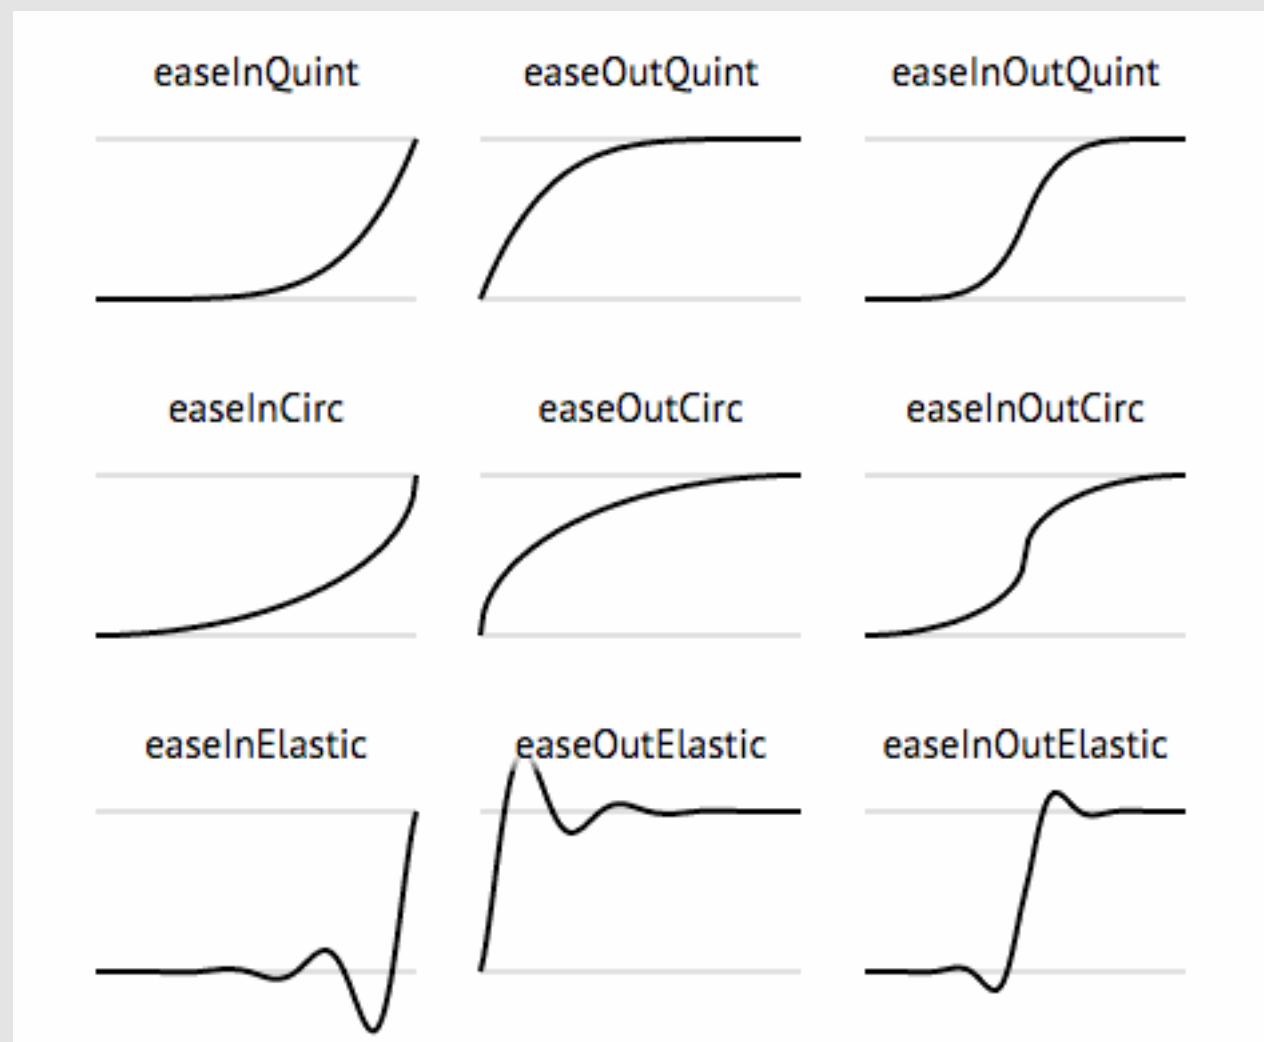 easeInQuint
easeOutQuint
easeInOutQuint
easeInCirc
easeOutCirc
easeInOutCirc
easeInElastic
easeOutElastic
easeInOutElastic